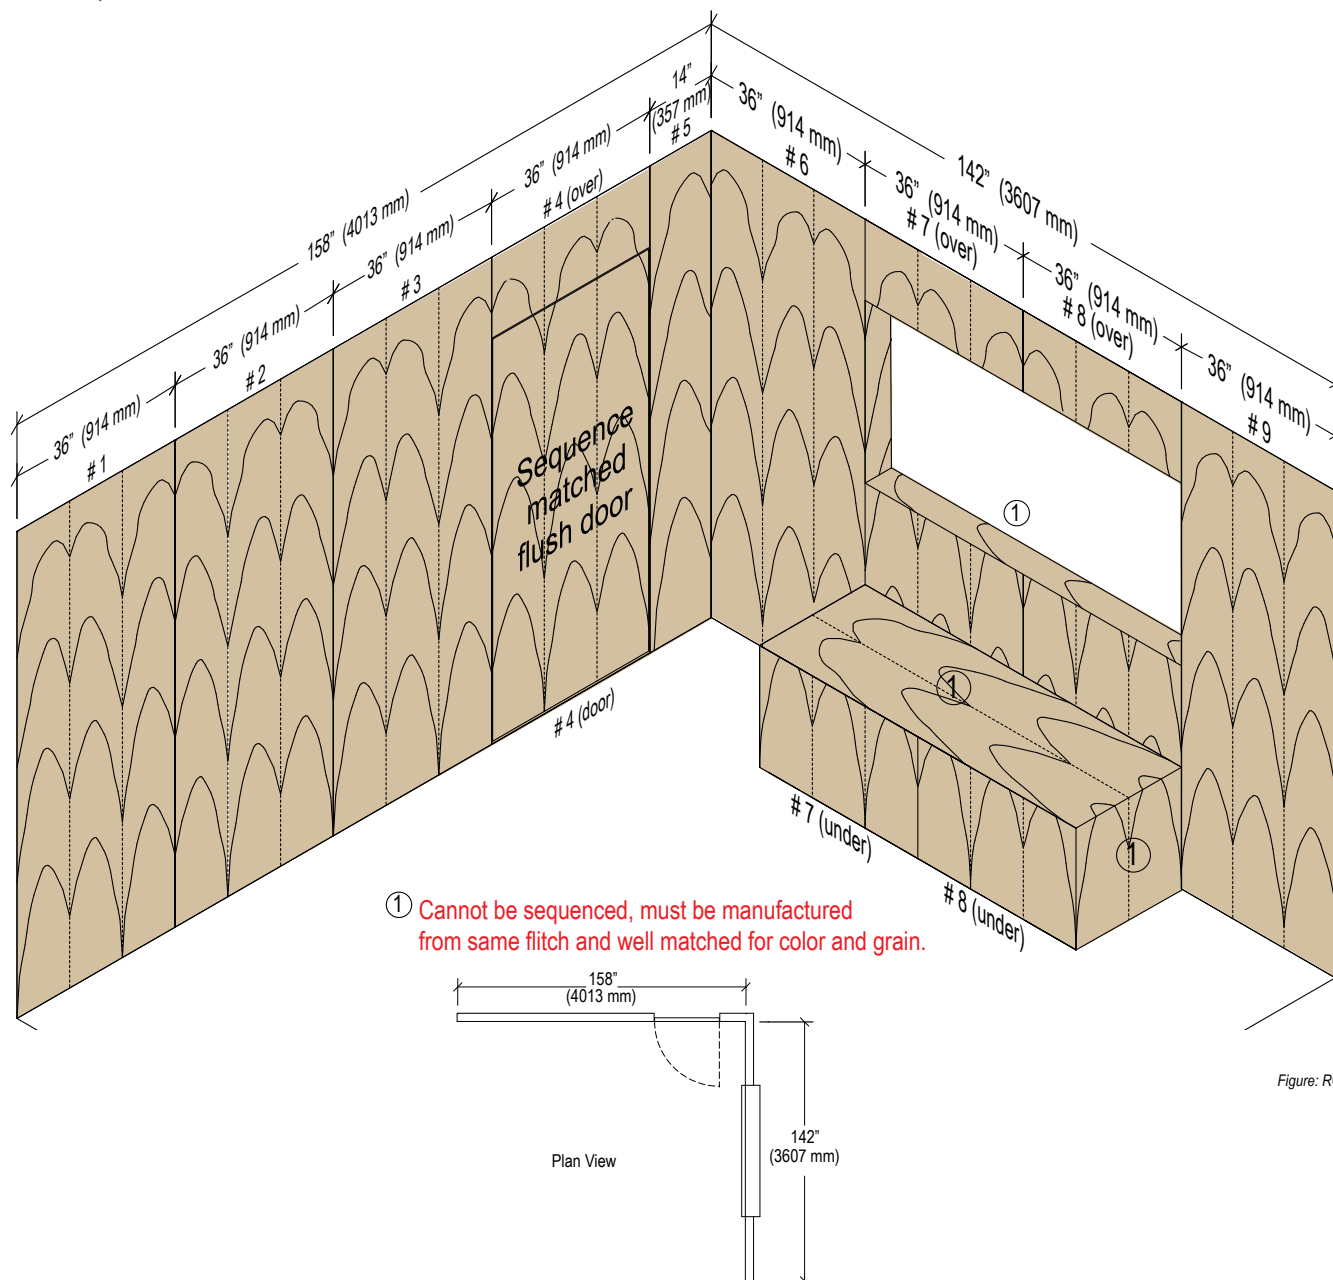 14”
(357 mm)
# 5
36” (914 mm)
# 6
36” (914 mm)
# 4 (over)
142” (3607 mm)
36” (914 mm)
# 7 (over)
158” (4013 mm)
36” (914 mm)
# 3
36” (914 mm)
# 8 (over)
36” (914 mm)
# 2
36” (914 mm)
# 9
36” (914 mm)
# 1
Sequence
matched
flush door
1
1
# 4 (door)
# 7 (under)
1
# 8 (under)
1 Cannot be sequenced, must be manufactured
from same flitch and well matched for color and grain.
158”
(4013 mm)
Figure:
142”
(3607 mm)
Plan View